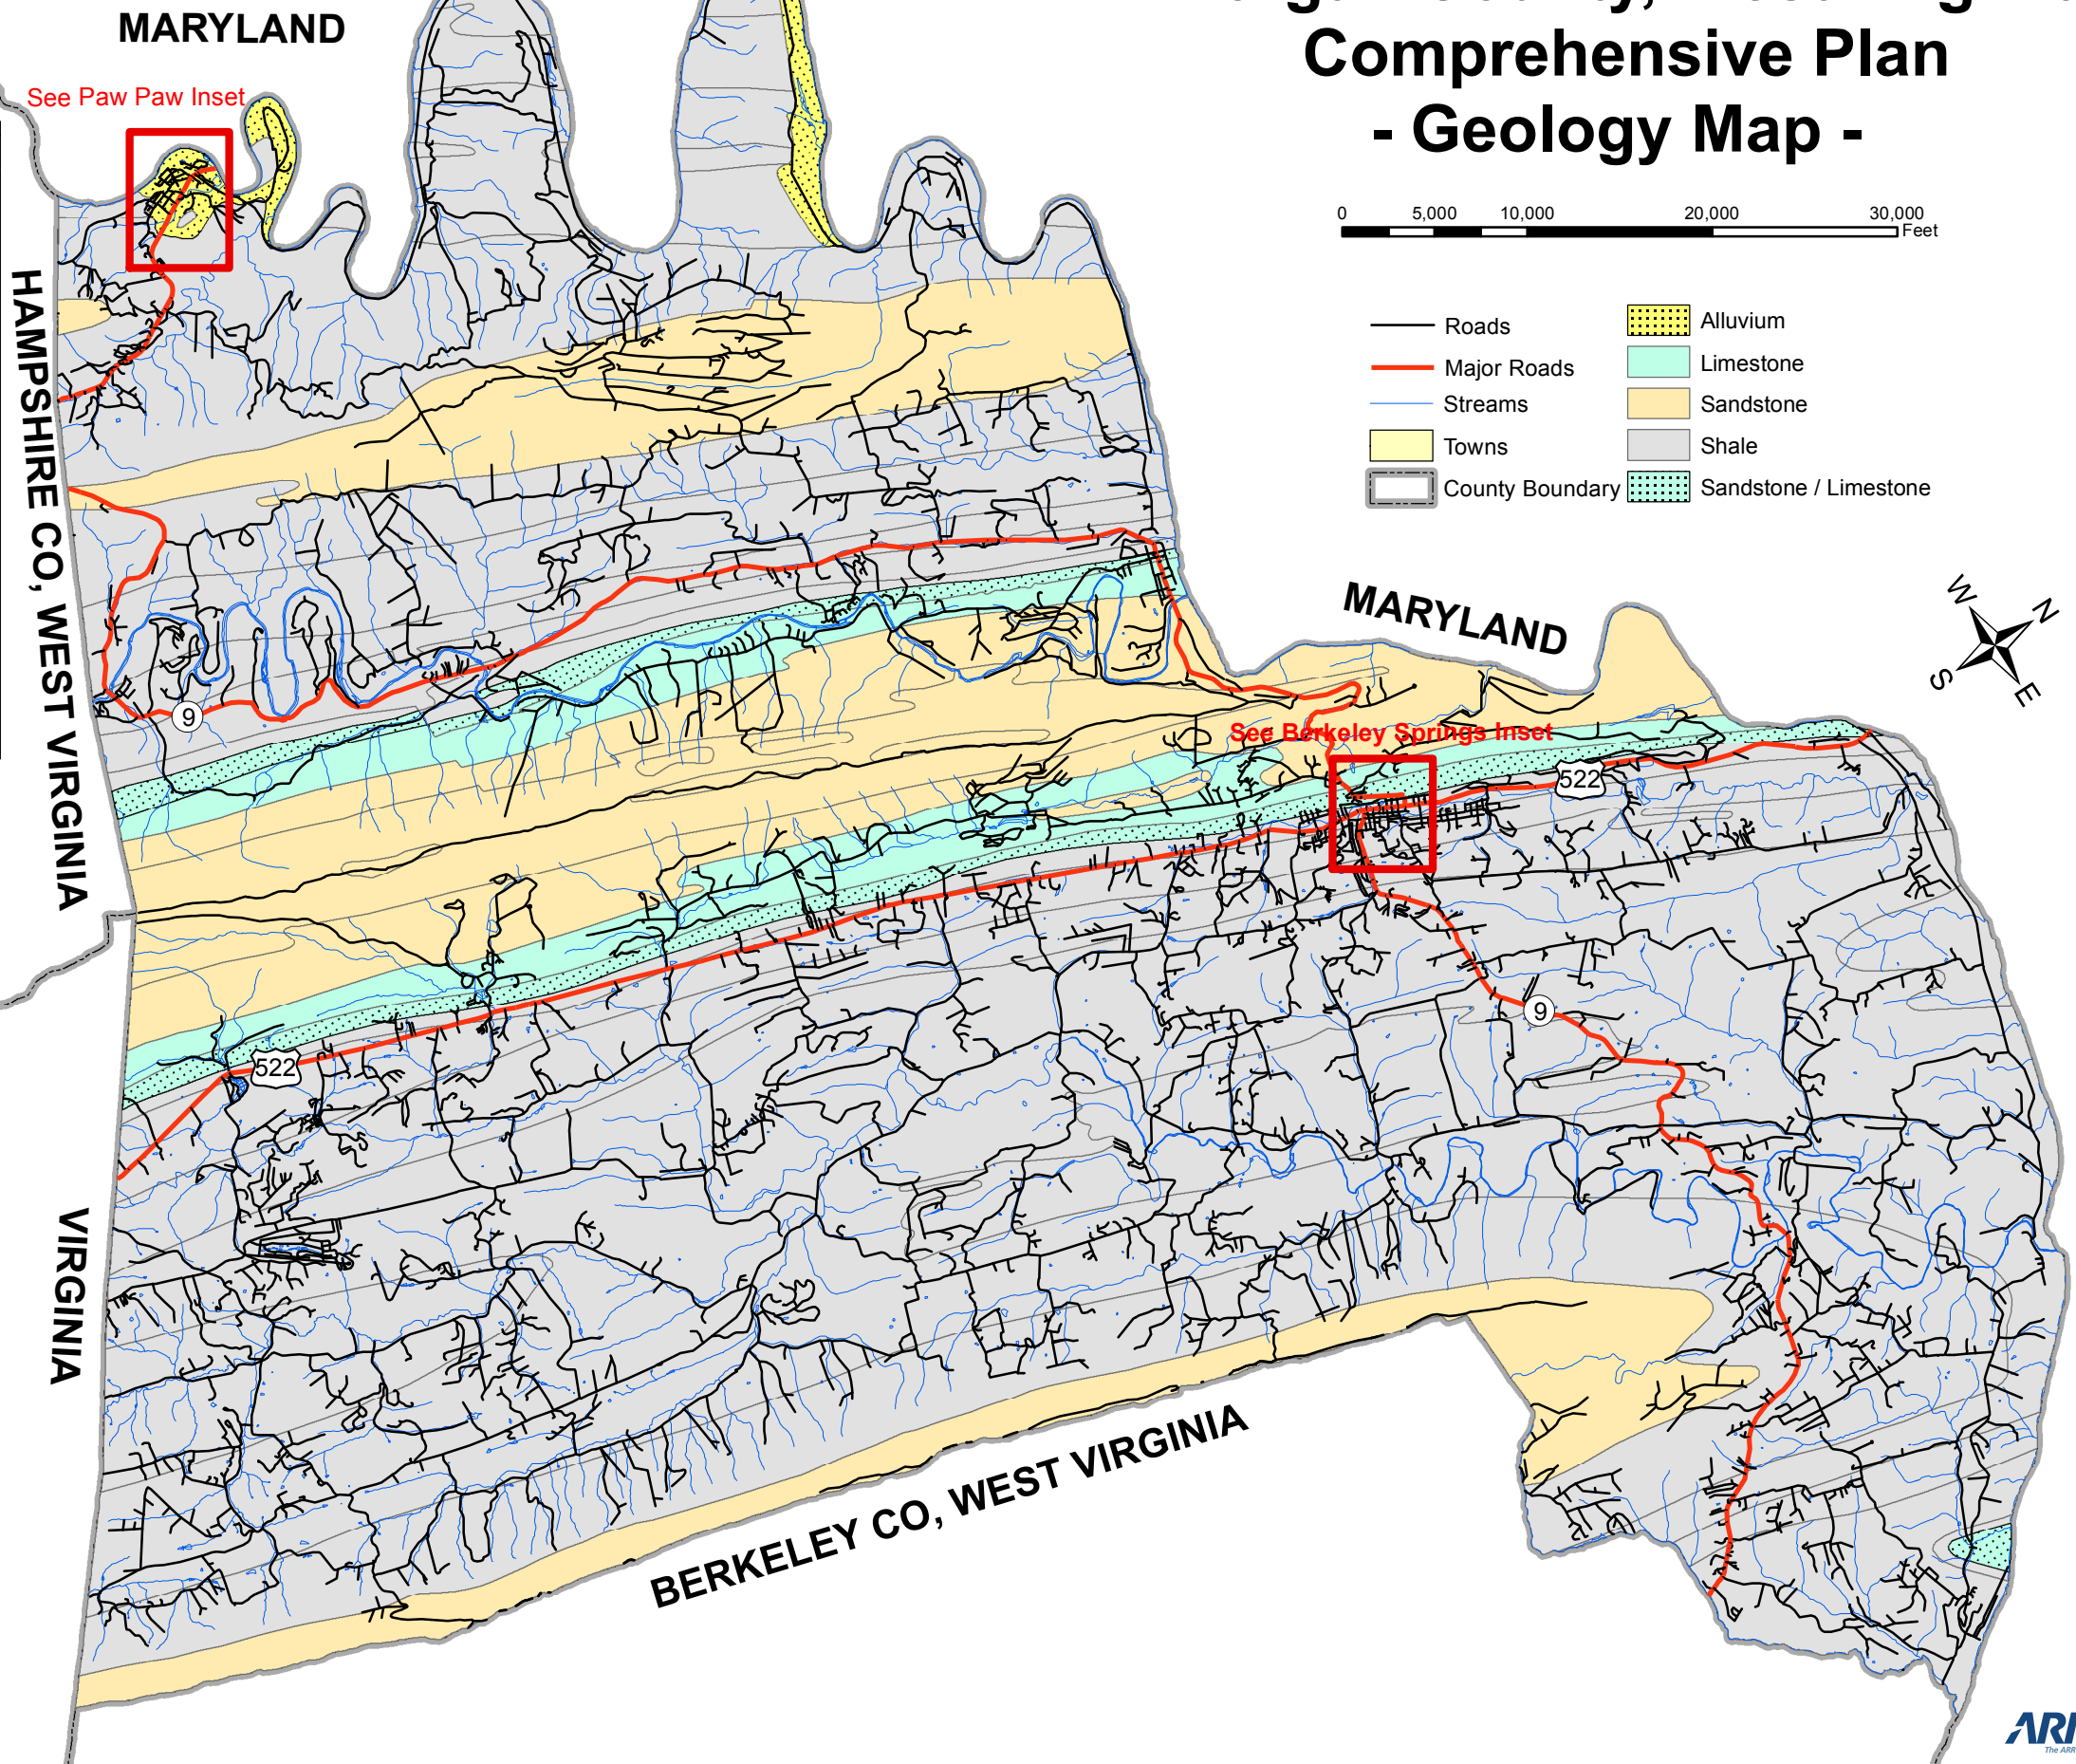 Comprehensive Plan
- Geology Map -
0 5,000 10,000 20,000 30,000
Feet
Roads
Major Roads
Streams
Towns
County Boundary
Alluvium
Limestone
Sandstone
Shale
Sandstone / Limestone
W
N
S
E
MARYLAND
See Paw Paw Inset
HAMPSHIRE CO, WEST VIRGINIA
9
MARYLAND
See Berkeley Springs Inset
522
9
522
VIRGINIA
BERKELEY CO, WEST VIRGINIA